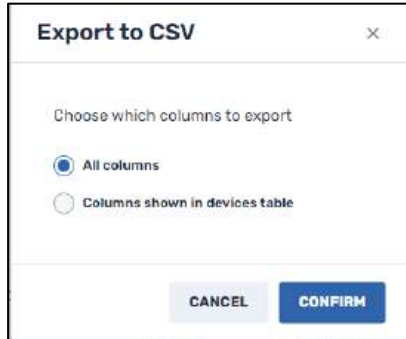 Export to CSV
Choose which columns to export
All columns
Columns shown in devices table
CANCEL CONFIRM